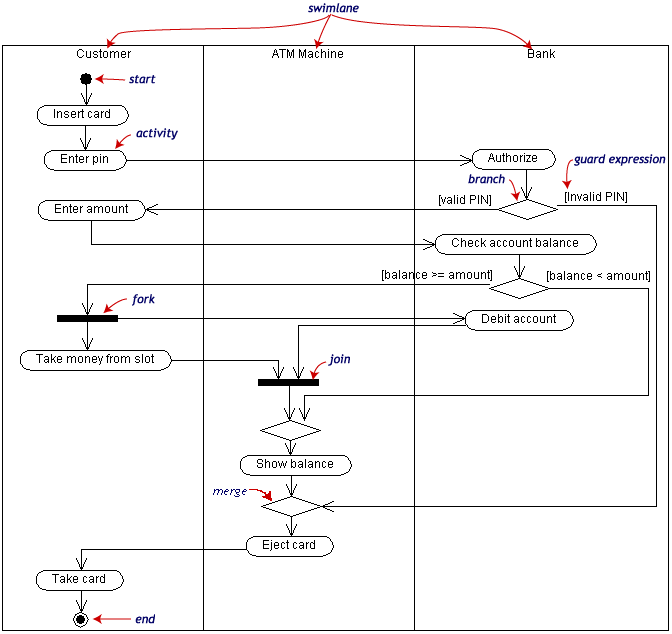 swimlane
Customer
ATM Machine
Bank
start
Insert card
activity
Enter pin
Authorize
guard expression
branch
[valid PIN]
[Invalid PIN]
Enter amount
Check account balance
[balance >= amount]
[balance < amount]
fork
Debit account
Take money from slot
join
Show balance
merge
Eject card
Take card
end